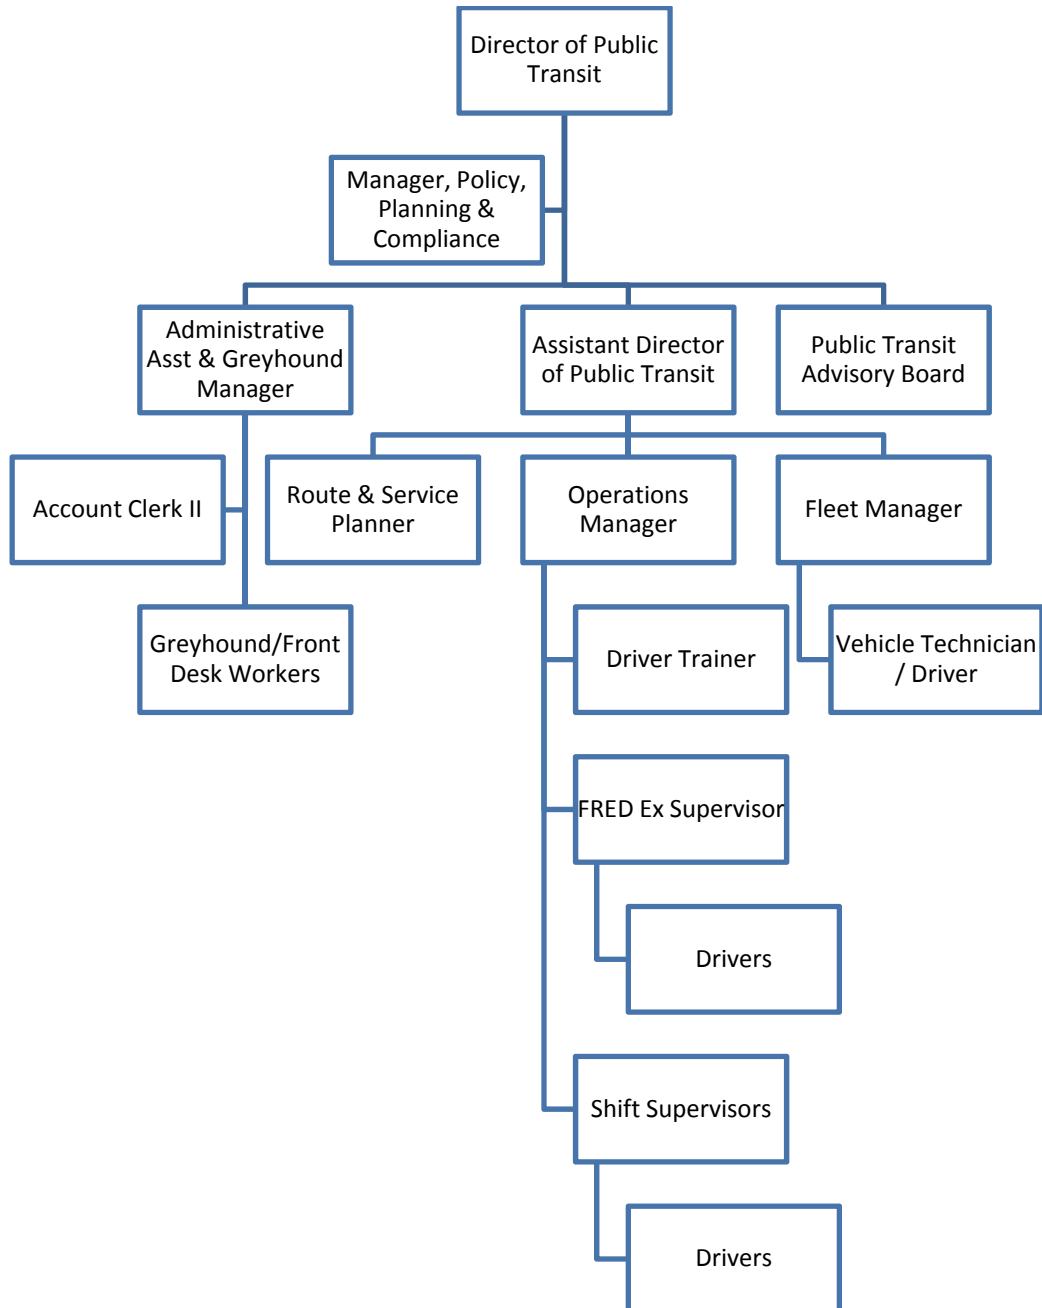 Director of Public
Transit
Manager, Policy,
Planning &
Compliance
Administrative
Asst & Greyhound
Manager
Assistant Director
of Public Transit
Public Transit
Advisory Board
Account Clerk II
Route & Service
Planner
Operations
Manager
Fleet Manager
Greyhound/Front
Desk Workers
Driver Trainer
Vehicle Technician
/ Driver
FRED Ex Supervisor
Drivers
Shift Supervisors
Drivers